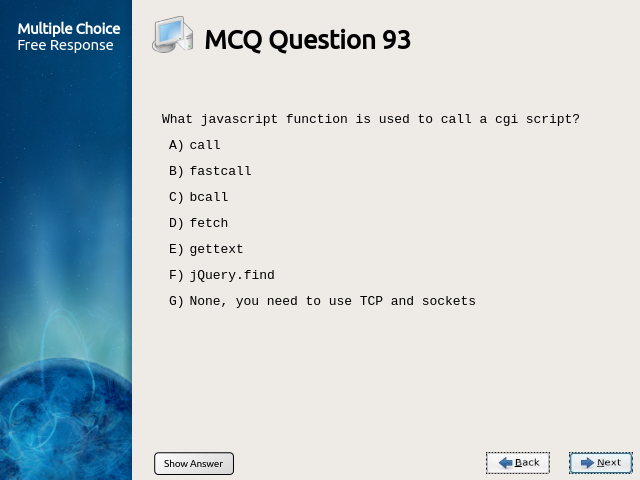 Multiple Choice
Free Response
MCQ Question 93
What javascript function is used to call a cgi script?
A) call
B) fastcall
C) bcall
D) fetch
E) gettext
F) jQuery.find
G) None, you need to use TCP and sockets
Show Answer
Back
Next